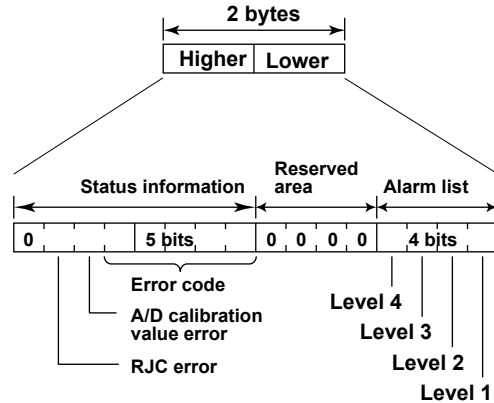 2 bytes
Higher Lower
Status information
Reserved
area
Alarm list
0 5 bits 0 0 0 0 4 bits
Error code
A/D calibration
value error
RJC error
Level 4
Level 3
Level 2
Level 1